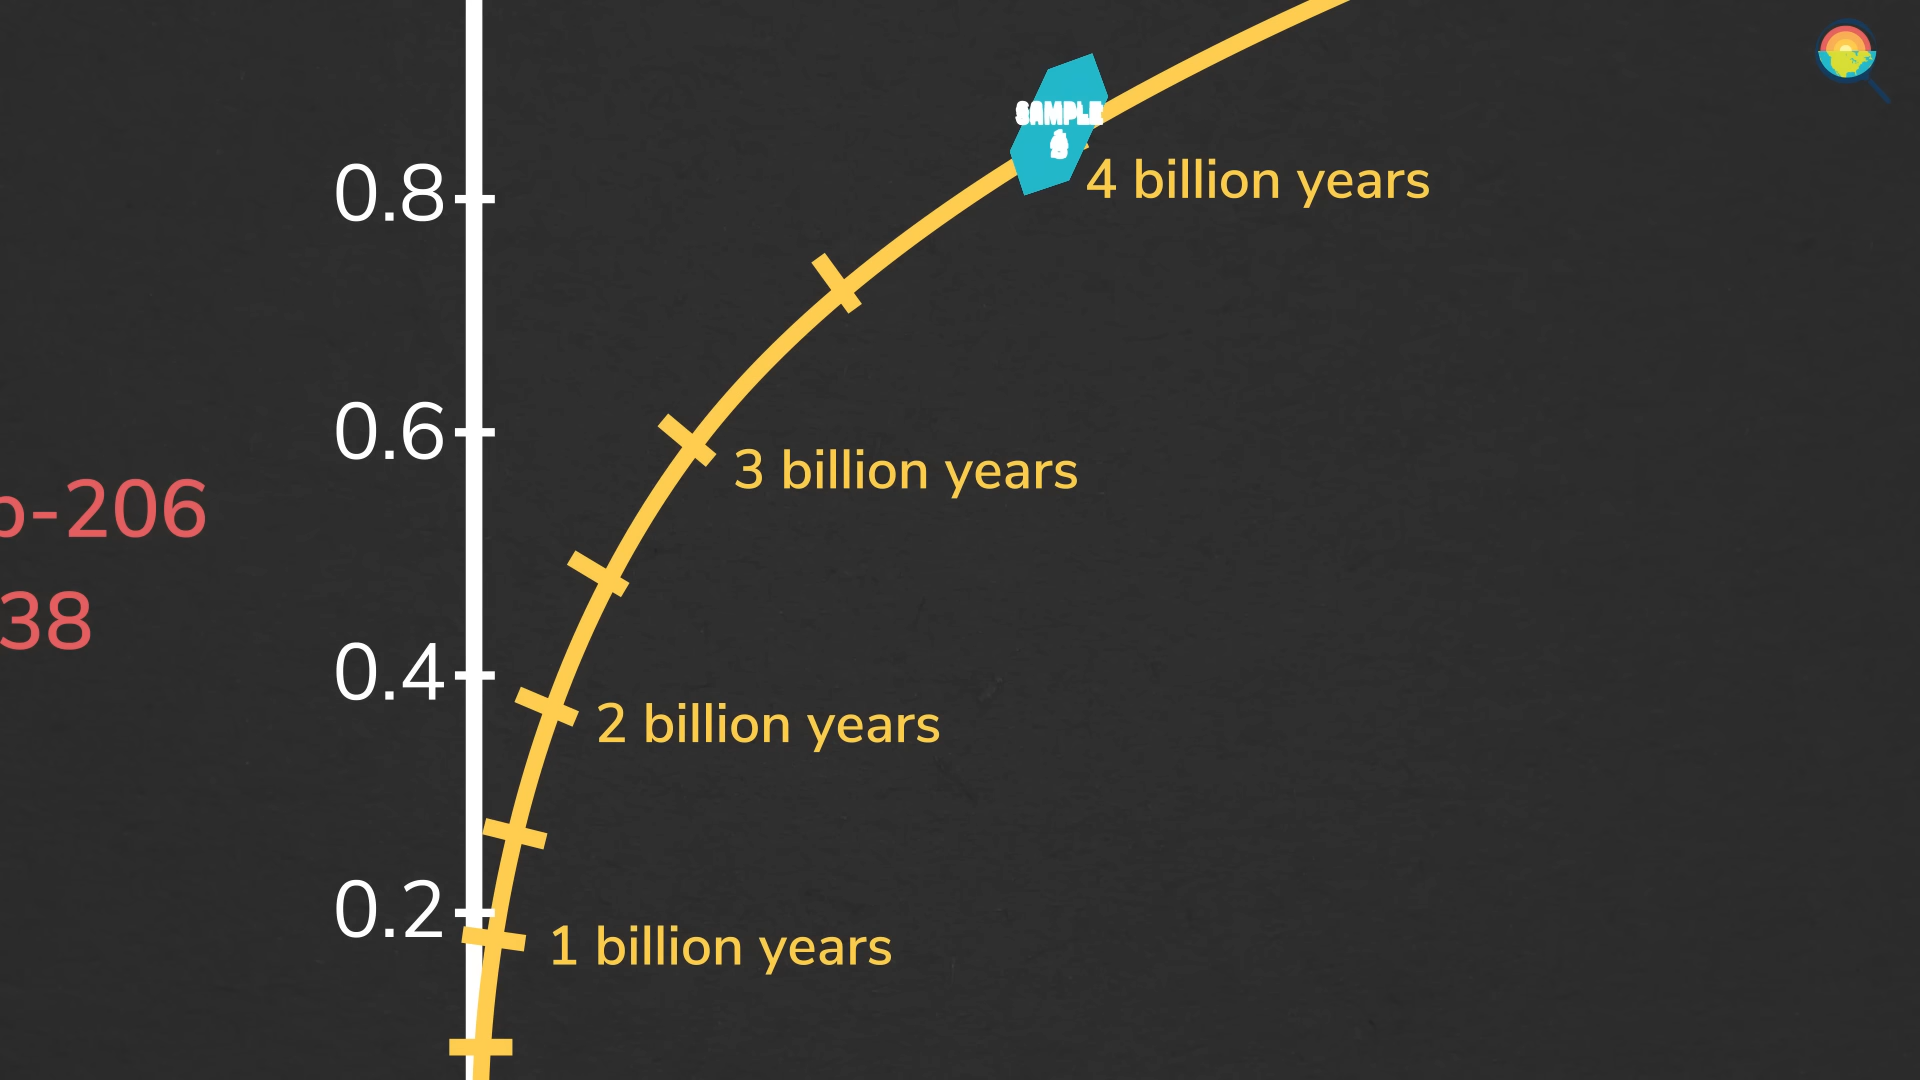 SAMPLE
0.8
4 billion years
0.6
3 billion years
-206
38
0.4
2 billion years
0.2
1 billion years